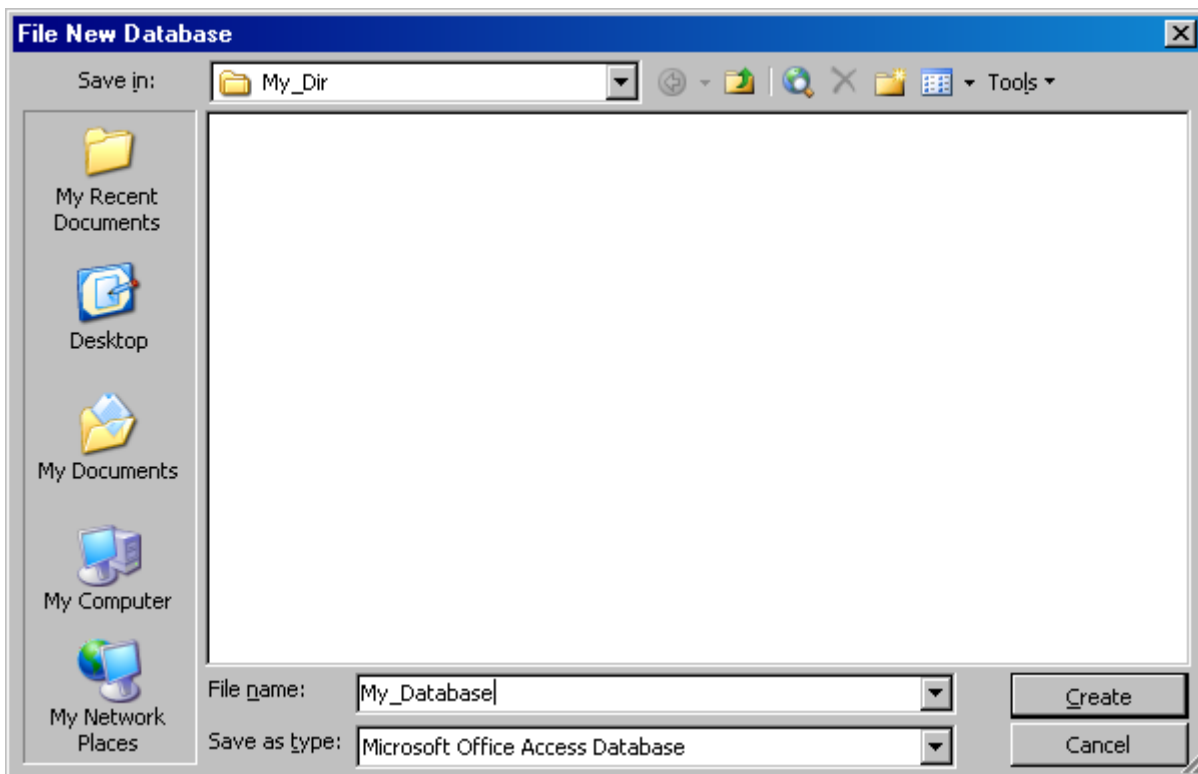 File New Database
Save in:
My_Dir
Tools
My Recent
Documents
Desktop
My Documents
My Computer
My Network
Places
File name:
My_Database
Create
Save as type:
Microsoft Office Access Database
Cancel